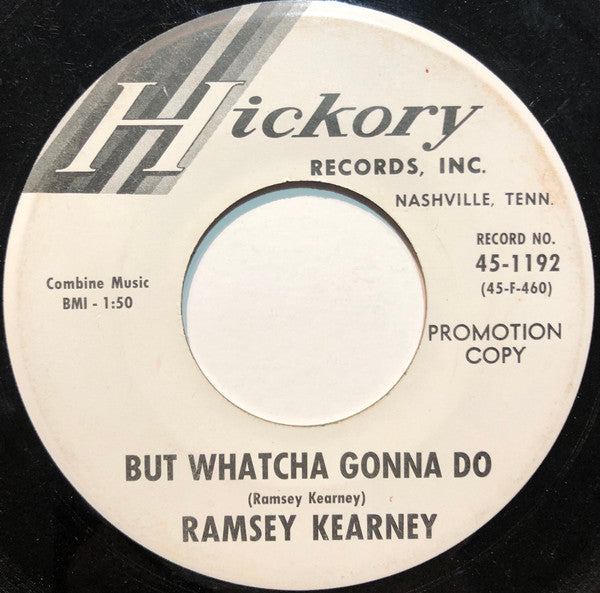 Hickory
RECORDS, INC.
NASHVILLE, TENN.
RECORD NO.
45-1192
(45-F-460)
Combine Music
BMI - 1:50
PROMOTION
COPY
BUT WHATCHA GONNA DO
(Ramsey Kearney)
RAMSEY KEARNEY